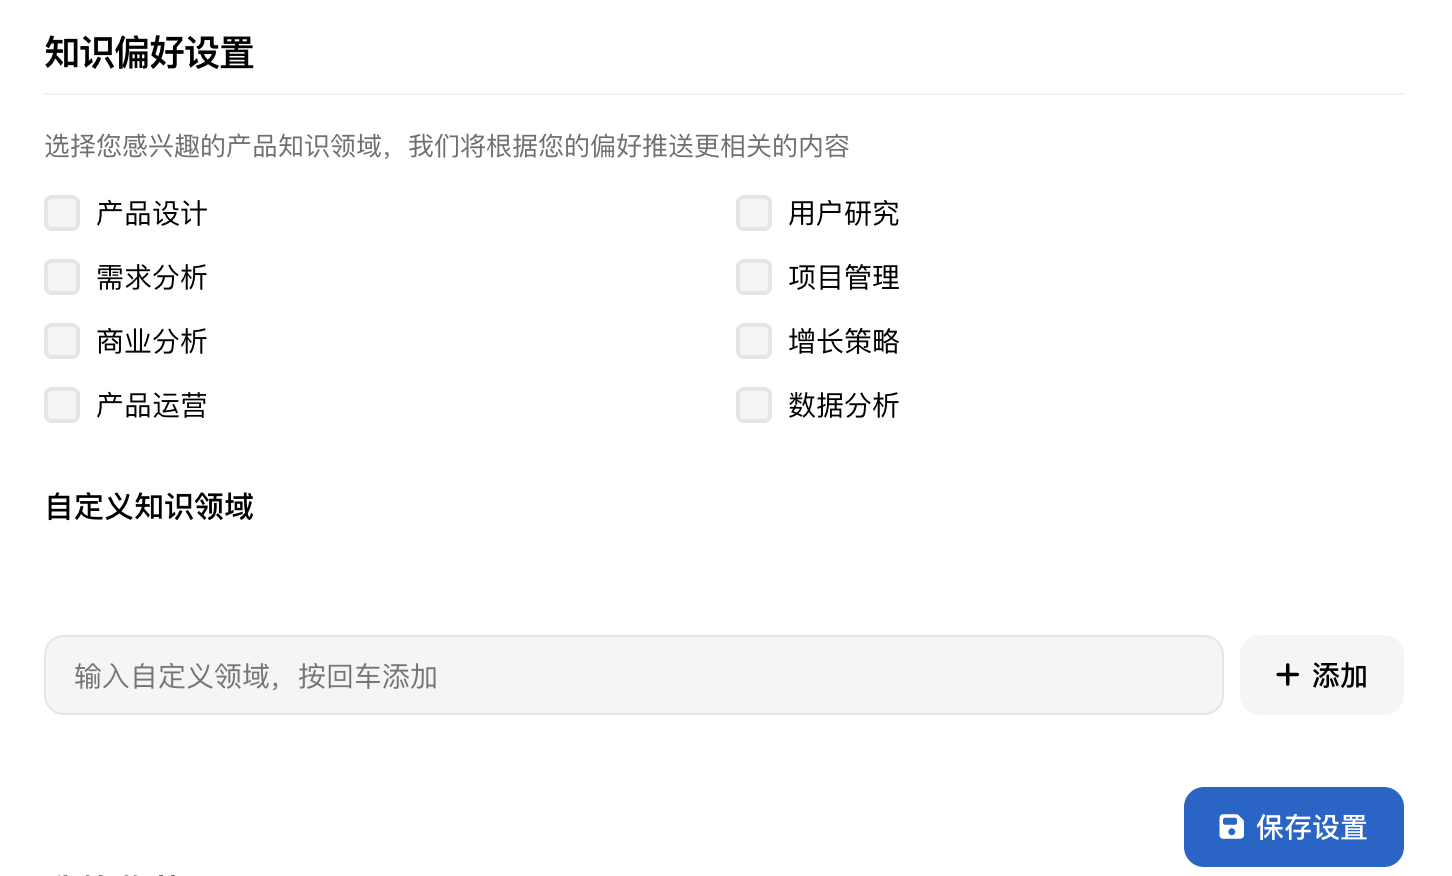 知识偏好设置
选择您感兴趣的产品知识领域，我们将根据您的偏好推送更相关的内容
产品设计
用户研究
需求分析
项目管理
商业分析
增长策略
产品运营
数据分析
自定义知识领域
输入自定义领域，按回车添加
添加
保存设置